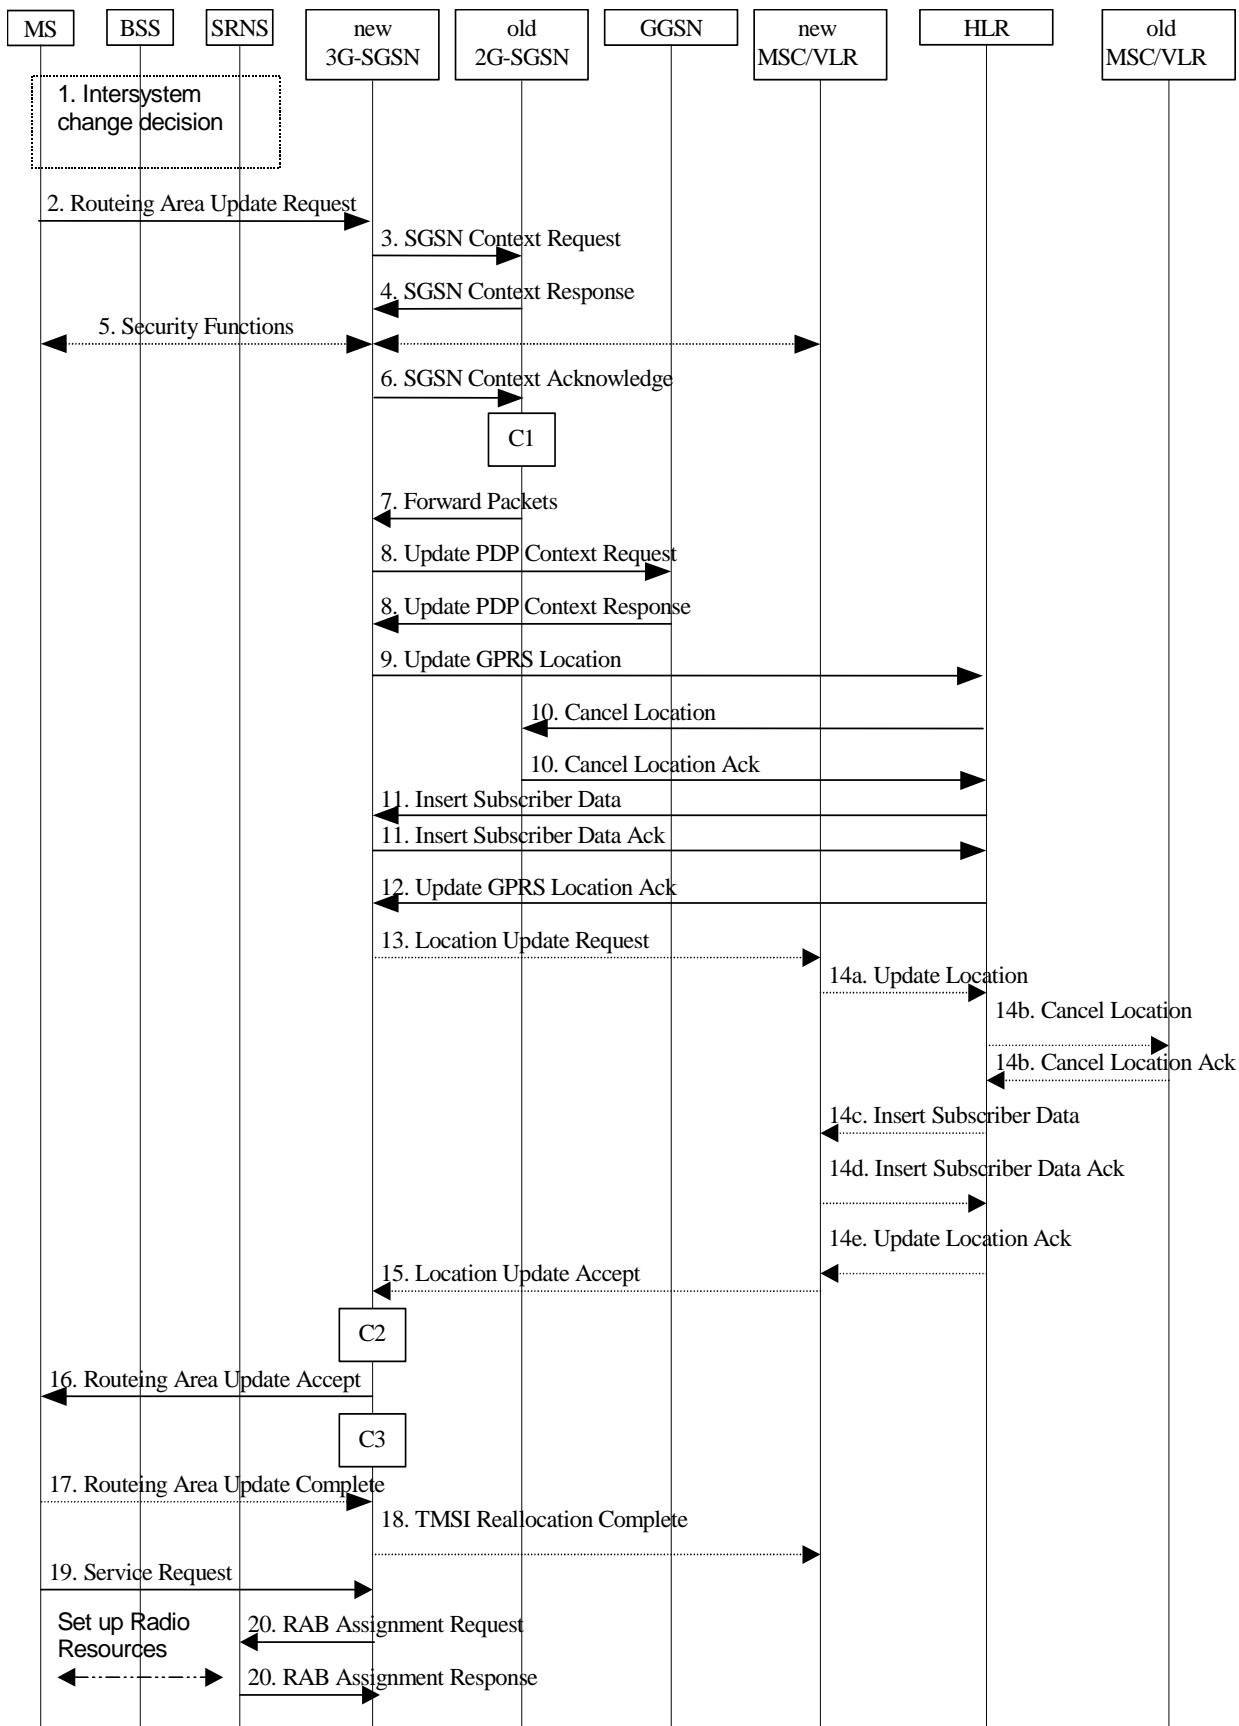 MS
BSS
SRNS
new
3G-SGSN
old
2G-SGSN
GGSN
new
MSC/VLR
HLR
old
MSC/VLR
1. Intersystem
change decision
2. Routeing Area Update Request
3. SGSN Context Request
4. SGSN Context Response
5. Security Functions
6. SGSN Context Acknowledge
C1
7. Forward Packets
8. Update PDP Context Request
8. Update PDP Context Response
9. Update GPRS Location
10. Cancel Location
10. Cancel Location Ack
11. Insert Subscriber Data
11. Insert Subscriber Data Ack
12. Update GPRS Location Ack
13. Location Update Request
14a. Update Location
14b. Cancel Location
14b. Cancel Location Ack
14c. Insert Subscriber Data
14d. Insert Subscriber Data Ack
14e. Update Location Ack
15. Location Update Accept
C2
16. Routeing Area Update Accept
C3
17. Routeing Area Update Complete
18. TMSI Reallocation Complete
19. Service Request
Set up Radio
Resources
20. RAB Assignment Request
20. RAB Assignment Response